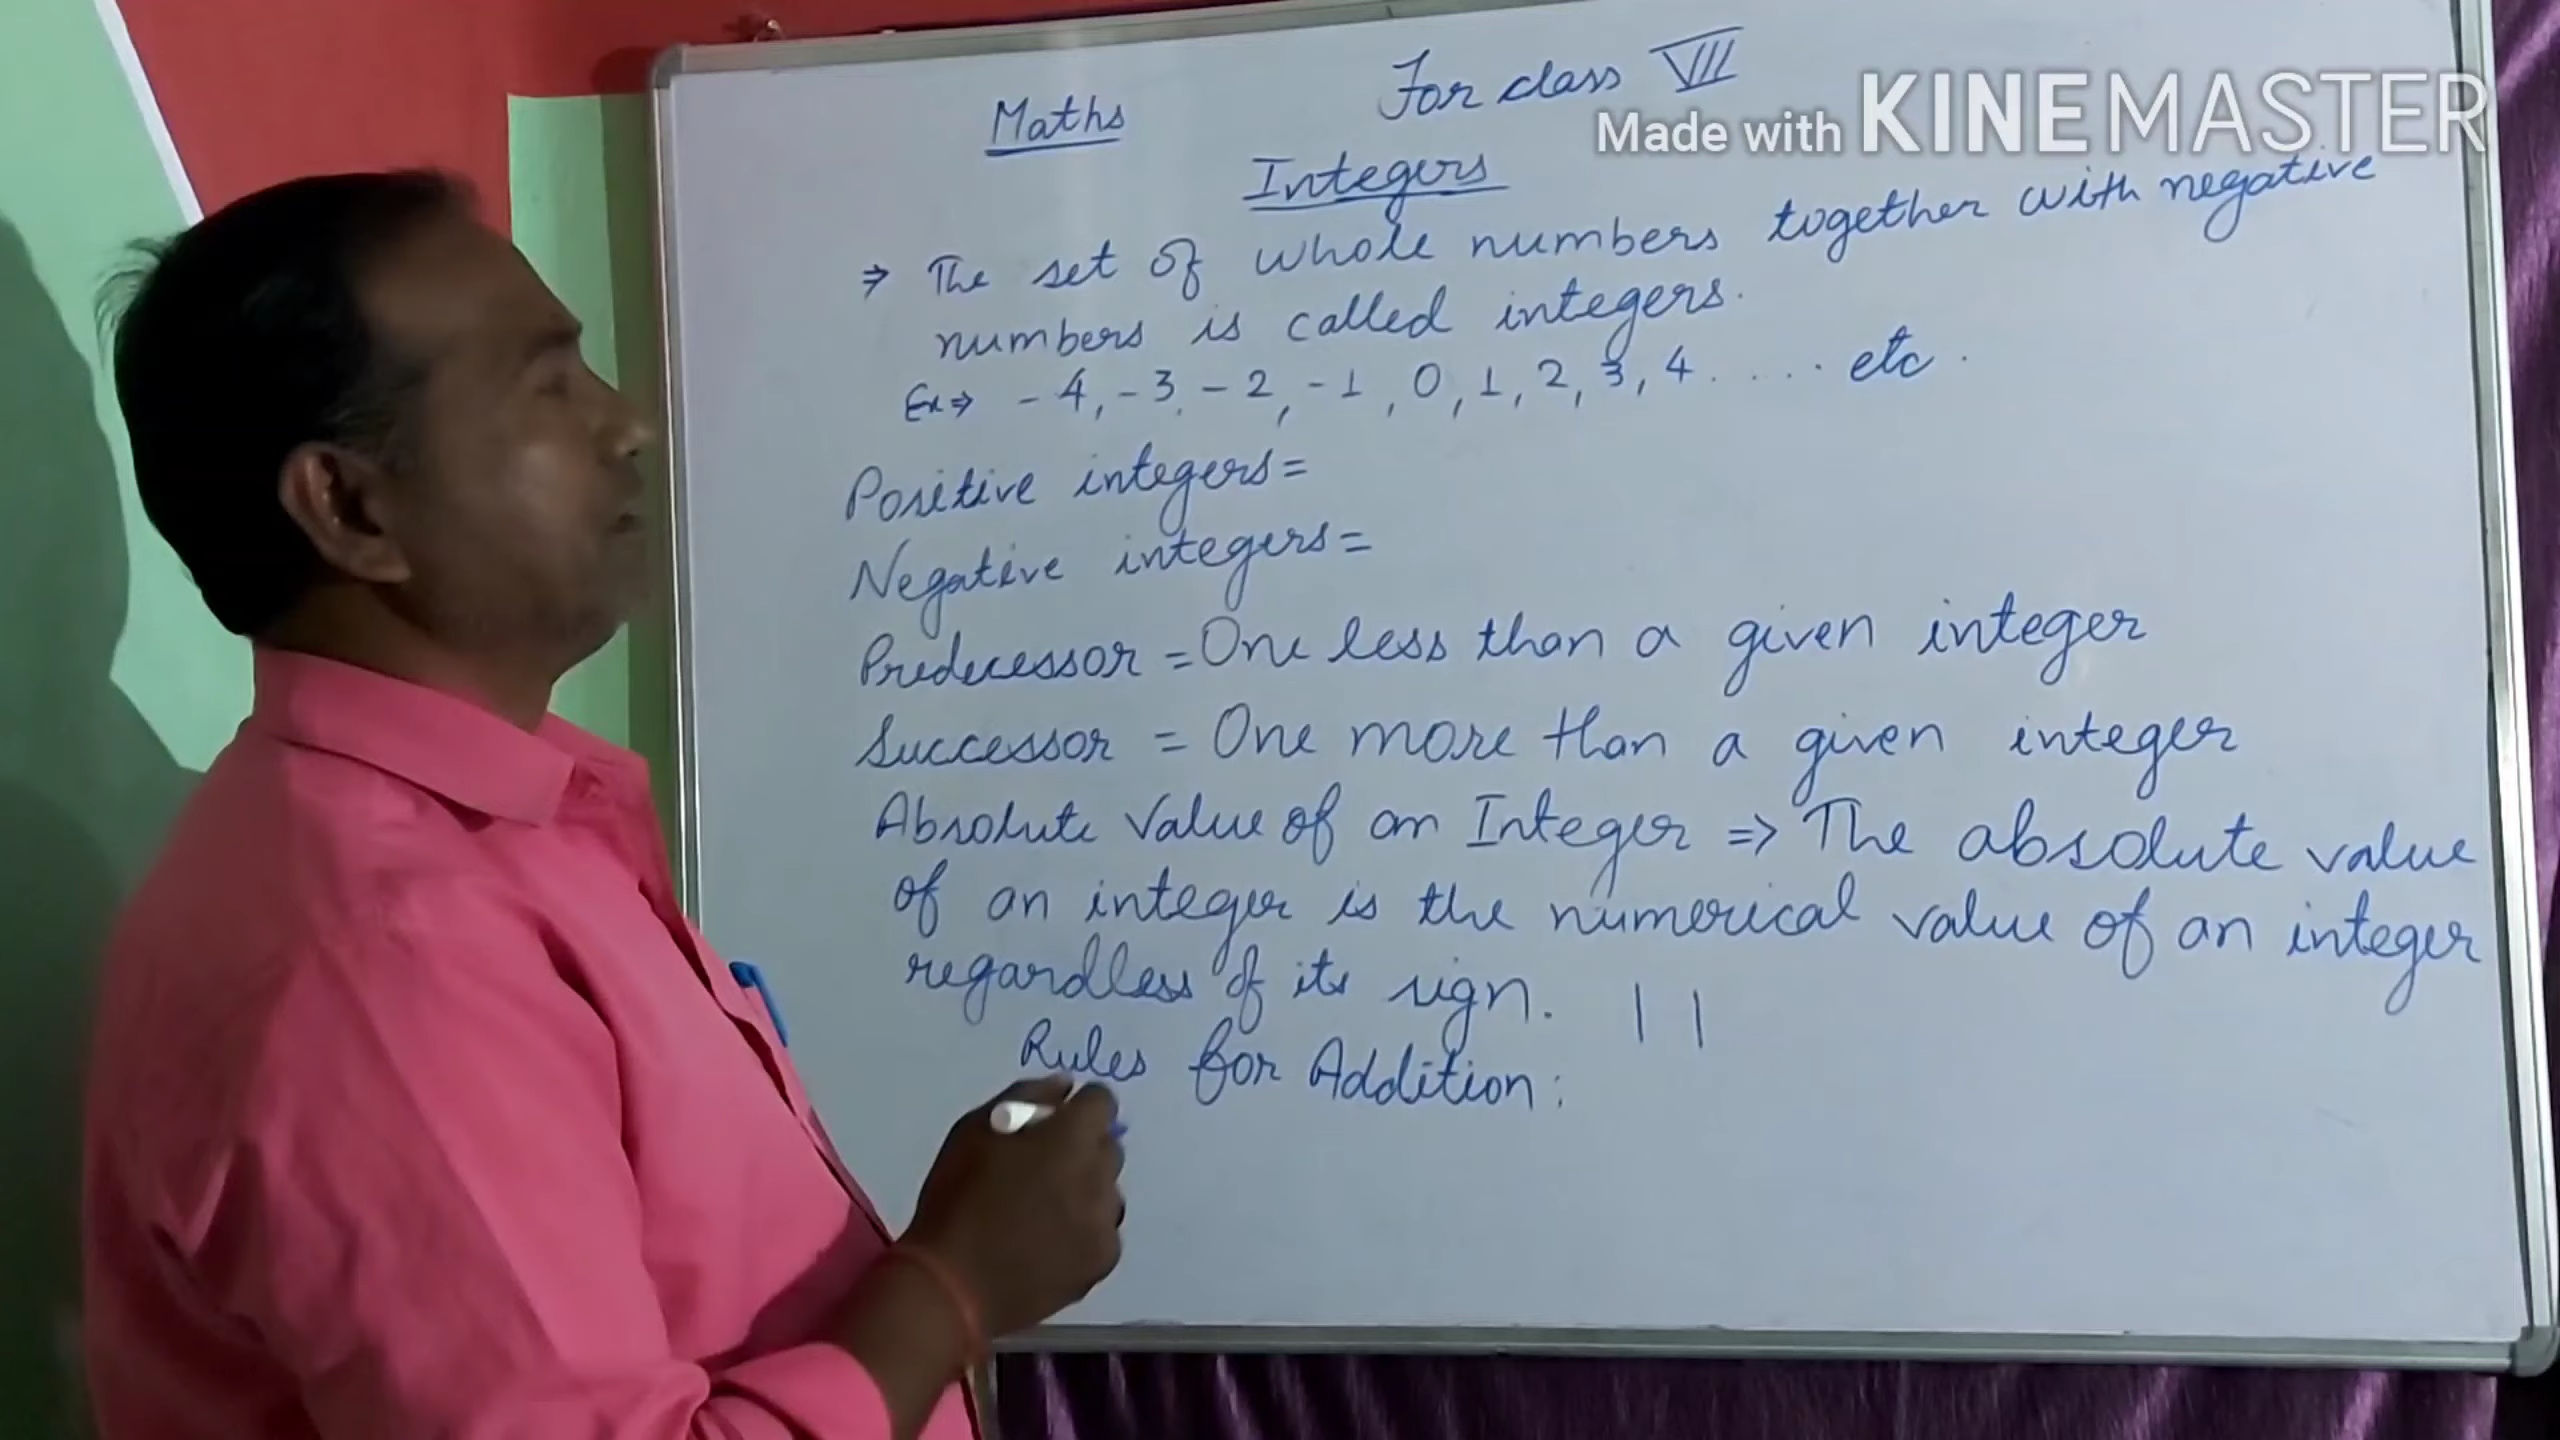 Maths
For class VII
Made with KINEMASTER
Integers
⇒ The set of whole numbers together with negative
numbers is called integers.
Ex⇒ -4, -3, -2, -1, 0, 1, 2, 3, 4..... etc.
Positive integers=
Negative integers=
Predecessor = One less than a given integer
Successor = One more than a given integer
Absolute Value of an Integer => The absolute value
of an integer is the numerical value of an integer
regardless of its sign. | |
Rules for Addition: